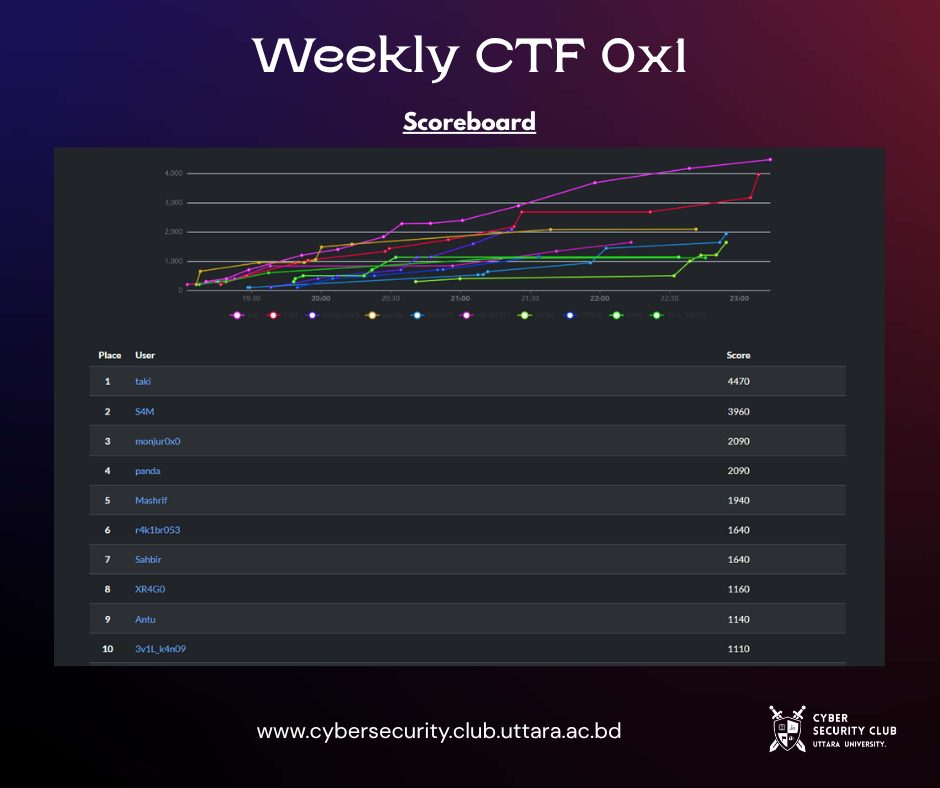 Weekly CTF 0x1
Scoreboard
4,000
3,000
2,000
1,000
0
19:30 20:00 20:30 21:00 21:30 22:00 22:30 23:00
Place User Score
1 taki 4470
2 S4M 3960
3 monjur0x0 2090
4 panda 2090
5 Mashrif 1940
6 r4k1br053 1640
7 Sahbir 1640
8 XR4G0 1160
9 Antu 1140
10 3v1L_k4n09 1110
www.cybersecurity.club.uttara.ac.bd
CYBER
SECURITY CLUB
UTTARA UNIVERSITY.